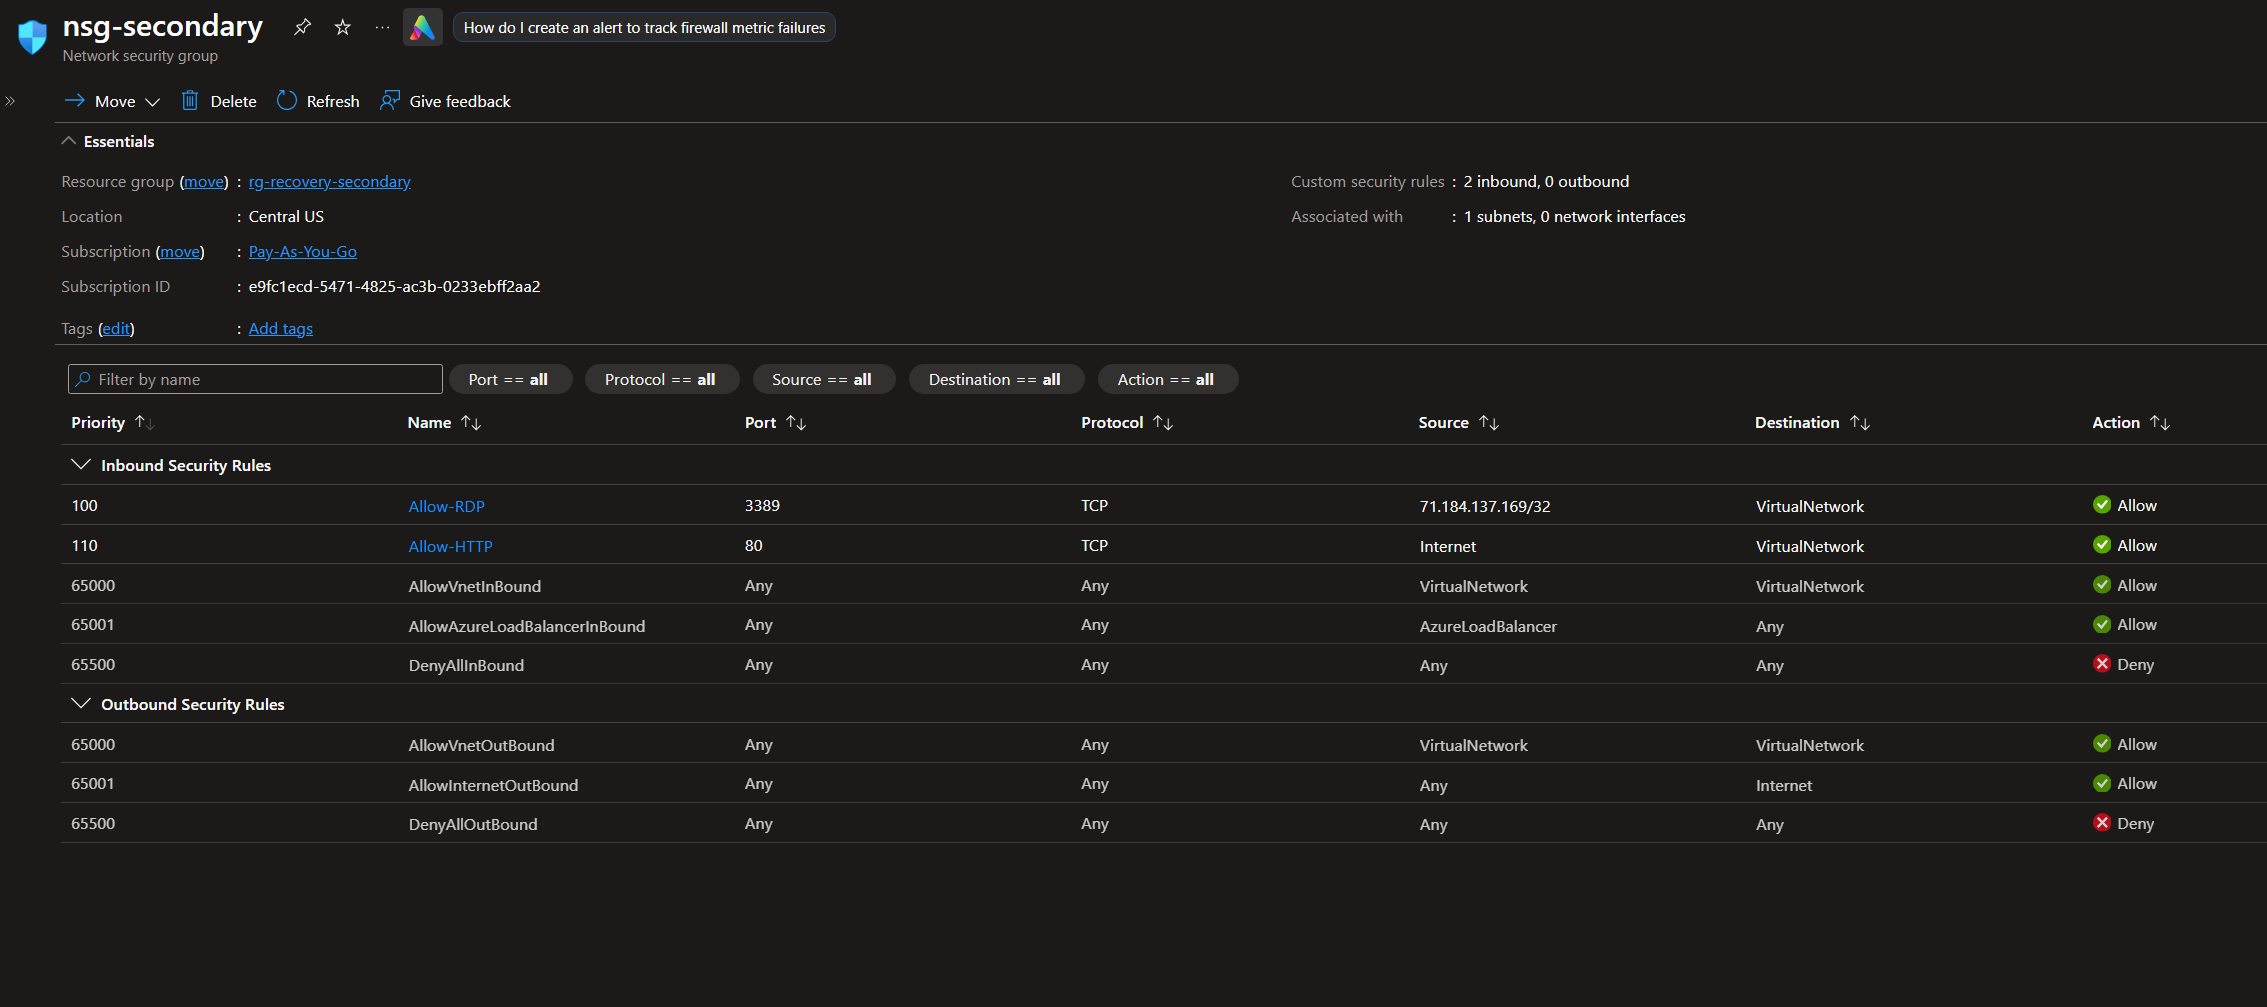 nsg-secondary
How do I create an alert to track firewall metric failures
Network security group
Move Delete Refresh Give feedback
Essentials
Resource group (move) : rg-recovery-secondary
Location : Central US
Subscription (move) : Pay-As-You-Go
Subscription ID : e9fc1ecd-5471-4825-ac3b-0233ebff2aa2
Tags (edit) : Add tags
Custom security rules : 2 inbound, 0 outbound
Associated with : 1 subnets, 0 network interfaces
Filter by name Port == all Protocol == all Source == all Destination == all Action == all
Priority Name Port Protocol Source Destination Action
Inbound Security Rules
100 Allow-RDP 3389 TCP 71.184.137.169/32 VirtualNetwork Allow
110 Allow-HTTP 80 TCP Internet VirtualNetwork Allow
65000 AllowVnetInBound Any Any VirtualNetwork VirtualNetwork Allow
65001 AllowAzureLoadBalancerInBound Any Any AzureLoadBalancer Any Allow
65500 DenyAllInBound Any Any Any Any Deny
Outbound Security Rules
65000 AllowVnetOutBound Any Any VirtualNetwork VirtualNetwork Allow
65001 AllowInternetOutBound Any Any Any Internet Allow
65500 DenyAllOutBound Any Any Any Any Deny